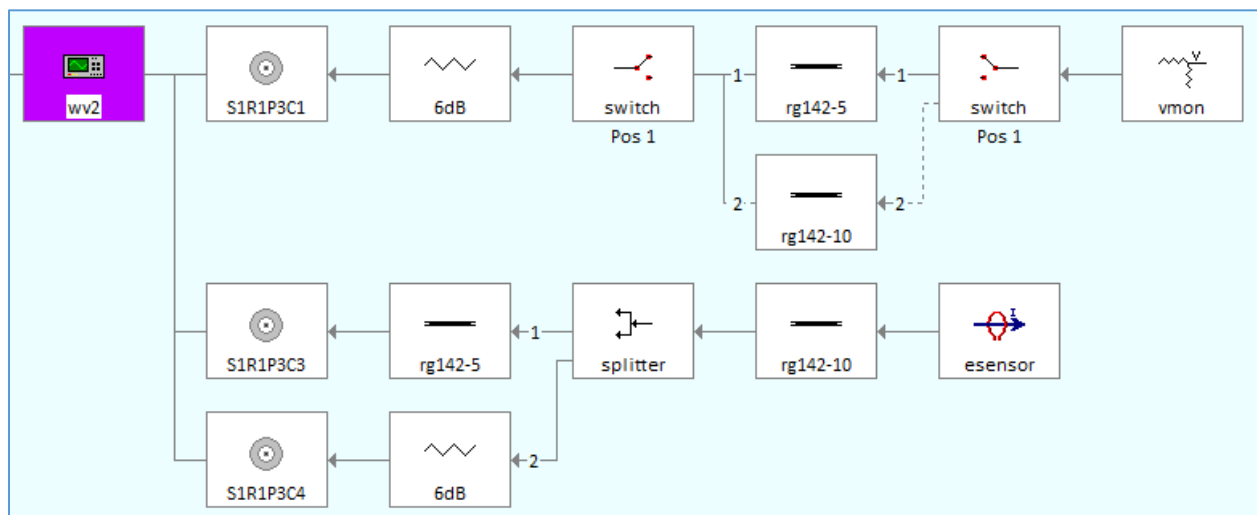 wv2
S1R1P3C1
6dB
switch
Pos 1
1
rg142-5
1
switch
Pos 1
V
vmon
2
rg142-10
2
S1R1P3C3
rg142-5
1
splitter
rg142-10
I
esensor
S1R1P3C4
6dB
2